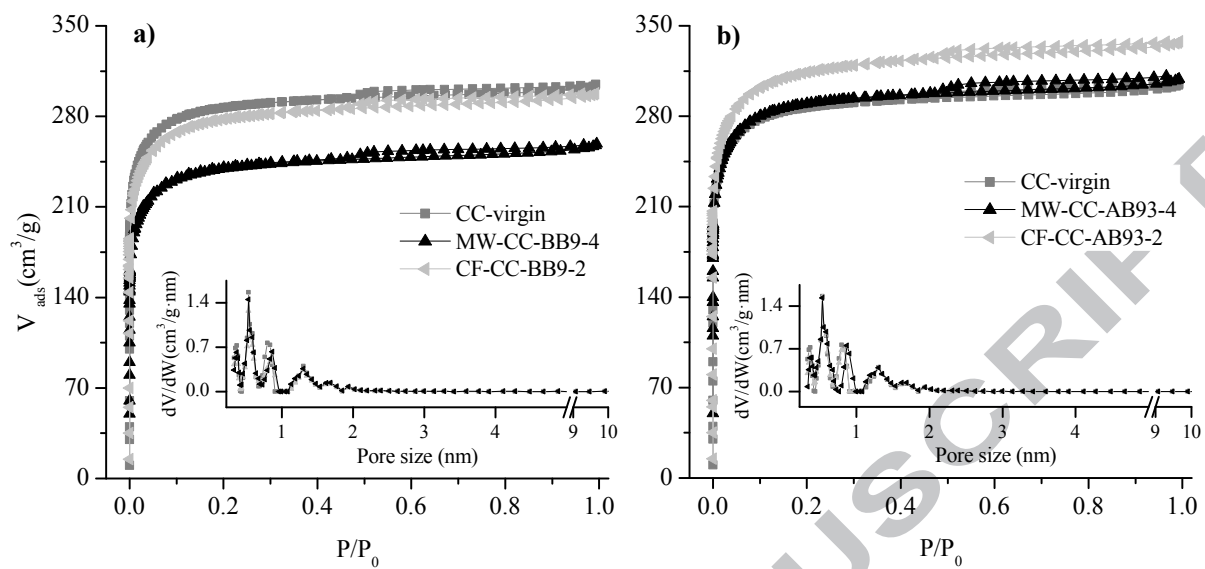 a)
350
280
210
140
70
0
V ads (cm³/g)
CC-virgin
MW-CC-BB9-4
CF-CC-BB9-2
dV/dW(cm³/g·nm)
1.4
0.7
0.0
1 2 3 4 9 10
Pore size (nm)
0.0 0.2 0.4 0.6 0.8 1.0
P/P₀
b)
350
280
210
140
70
0
CC-virgin
MW-CC-AB93-4
CF-CC-AB93-2
dV/dW(cm³/g·nm)
1.4
0.7
0.0
1 2 3 4 9 10
Pore size (nm)
0.0 0.2 0.4 0.6 0.8 1.0
P/P₀
USCRIP